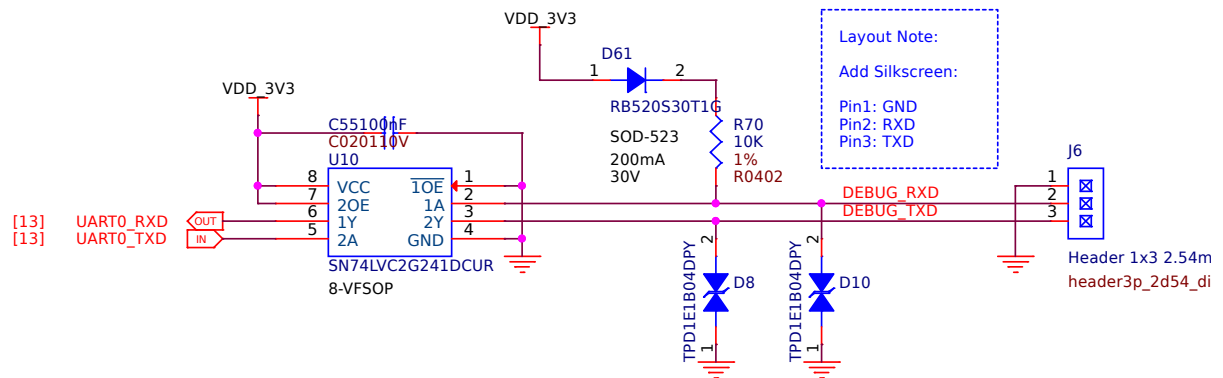 VDD_3V3
D61
1
2
RB520S30T1G
SOD-523
200mA
30V
R70
10K
1%
R0402
Layout Note:
Add Silkscreen:
Pin1: GND
Pin2: RXD
Pin3: TXD
VDD_3V3
C55100nF
C020110V
U10
8 VCC 1OE 1
7 2OE 1A 2
6 1Y 2Y 3
5 2A GND 4
SN74LVC2G241DCUR
8-VFSOP
[13] UART0_RXD OUT
[13] UART0_TXD IN
DEBUG_RXD
DEBUG_TXD
J6
1
2
3
Header 1x3 2.54m
header3p_2d54_di
2
D8
TPD1E1B04DPY
1
2
D10
TPD1E1B04DPY
1